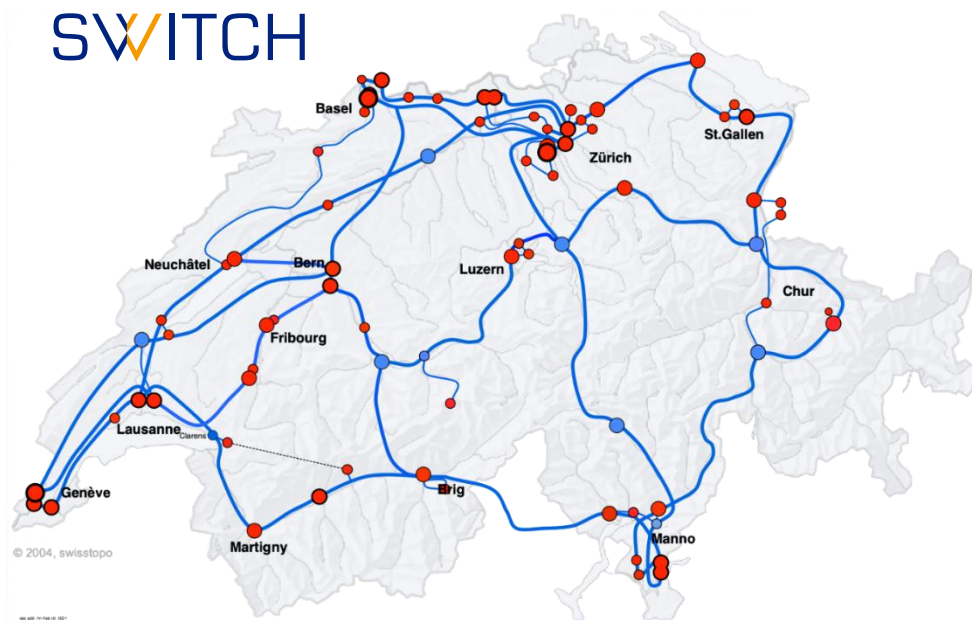 SWITCH
Basel
Zürich
St.Gallen
Neuchâtel
Bern
Luzern
Chur
Fribourg
Lausanne
Clarens
Genève
Brig
Martigny
Manno
© 2004, swisstopo